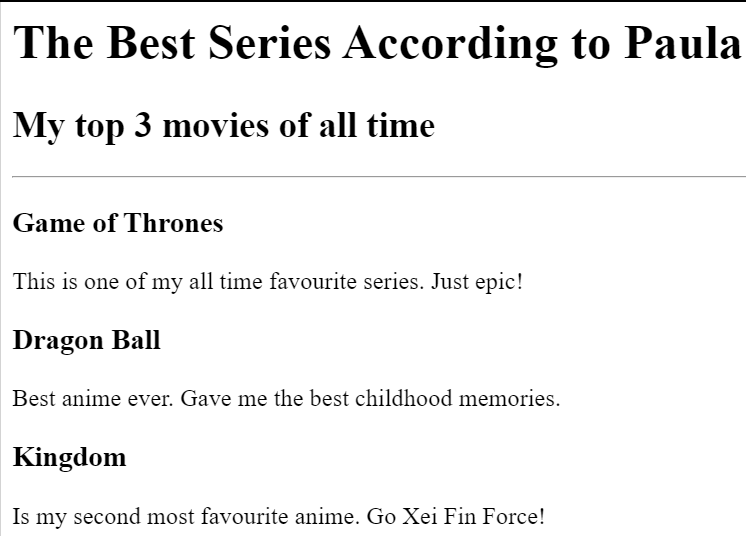 The Best Series According to Paula
My top 3 movies of all time
Game of Thrones
This is one of my all time favourite series. Just epic!
Dragon Ball
Best anime ever. Gave me the best childhood memories.
Kingdom
Is my second most favourite anime. Go Xei Fin Force!